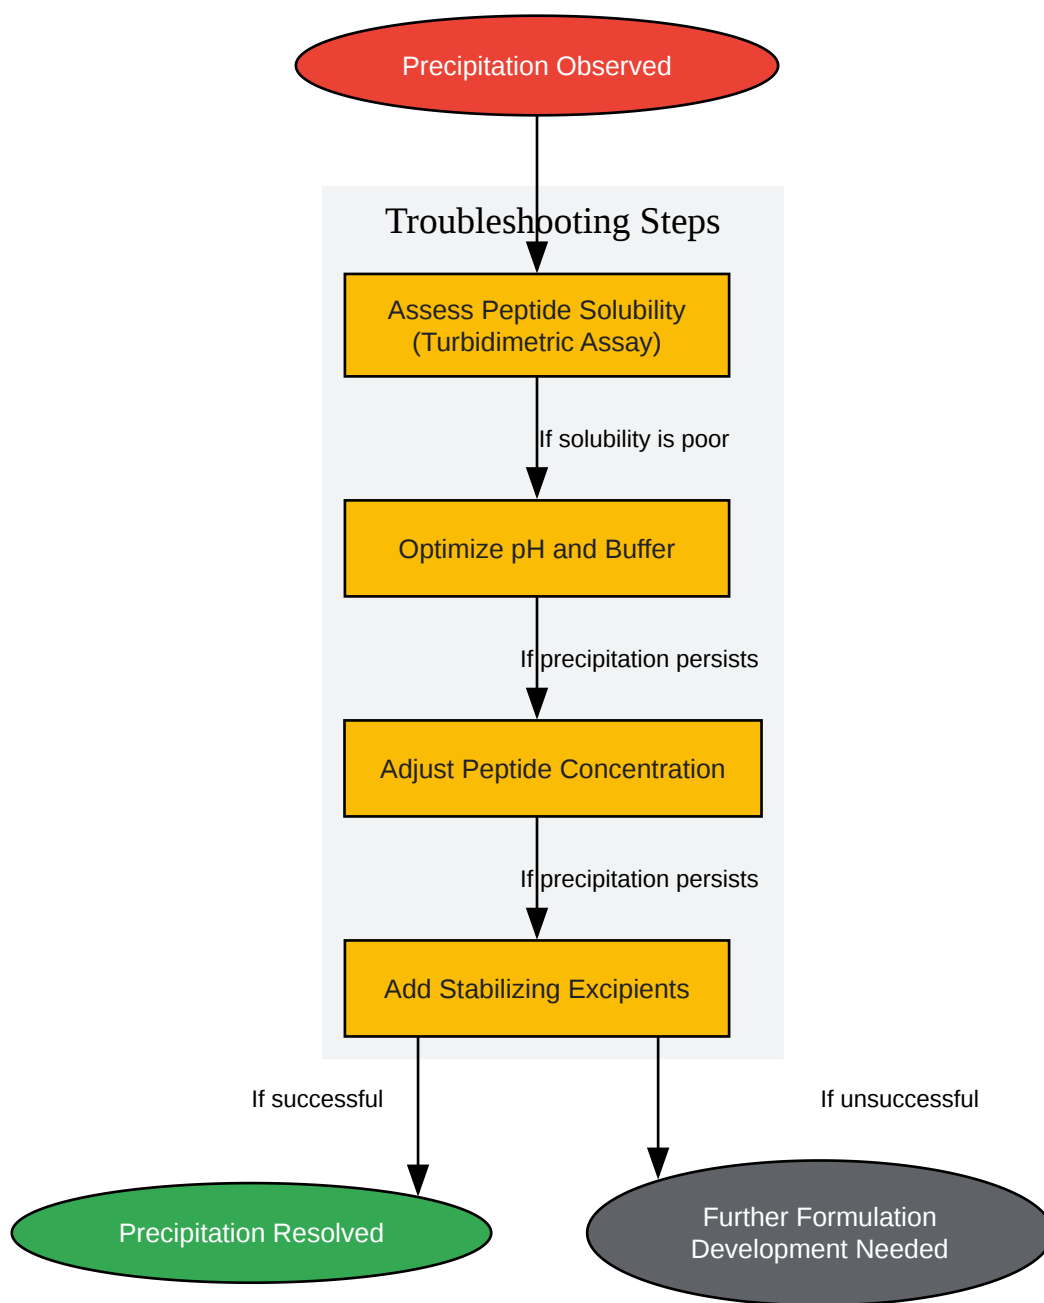 Precipitation Observed
Troubleshooting Steps
Assess Peptide Solubility
(Turbidimetric Assay)
If solubility is poor
Optimize pH and Buffer
If precipitation persists
Adjust Peptide Concentration
If precipitation persists
Add Stabilizing Excipients
If successful
If unsuccessful
Precipitation Resolved
Further Formulation
Development Needed